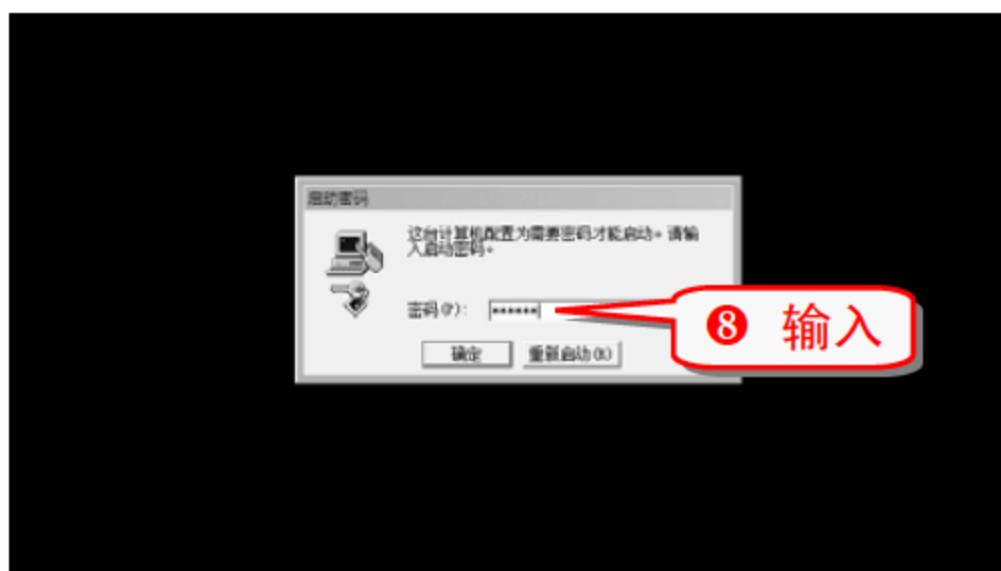 启动密码
这台计算机配置为需要密码才能启动。请输
入启动密码。
密码(P): ******
确定 重新启动(R)
❽ 输入